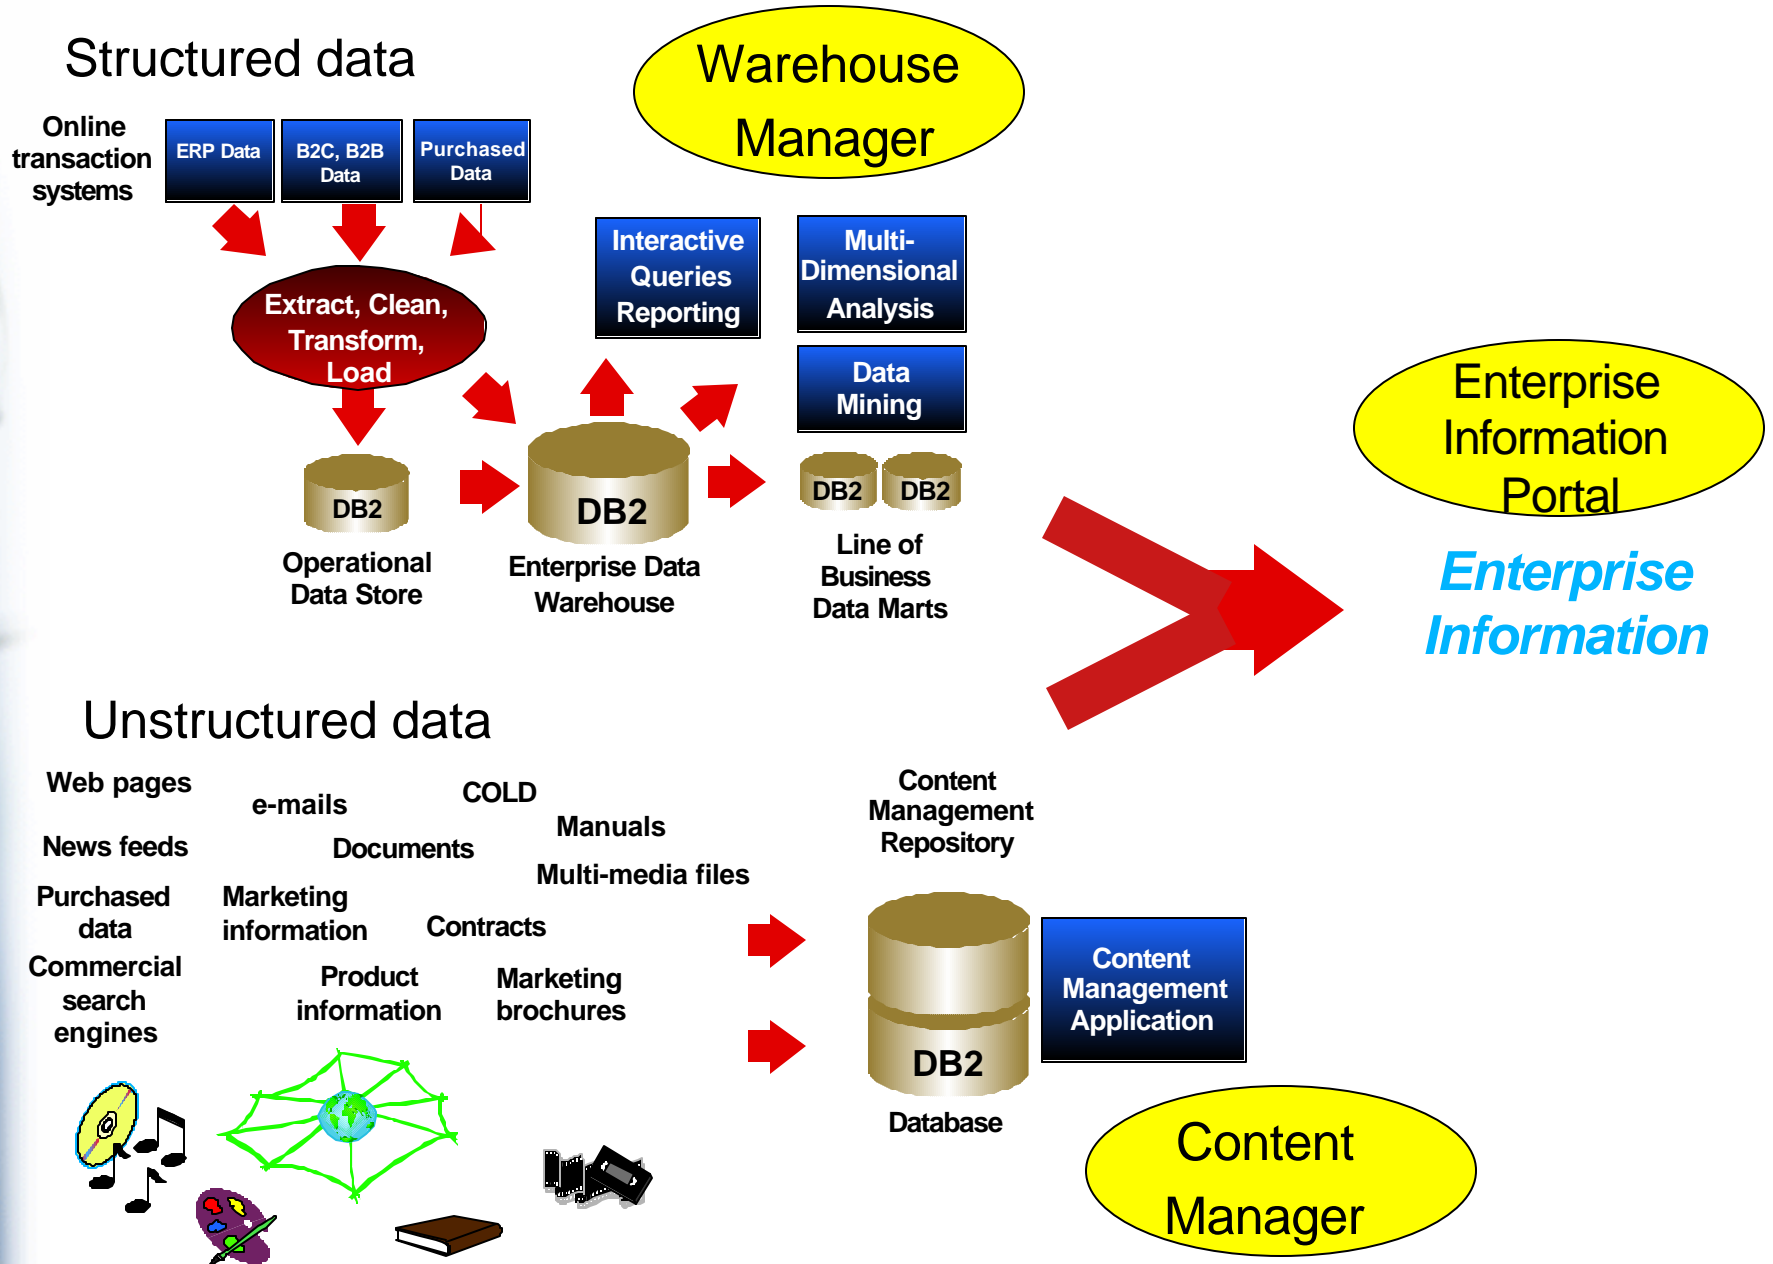 Structured data
Warehouse
Manager
Online
transaction
systems
ERP Data
B2C, B2B
Data
Purchased
Data
Interactive
Queries
Reporting
Multi-
Dimensional
Analysis
Extract, Clean,
Transform,
Load
Data
Mining
DB2
DB2
DB2
DB2
Operational
Data Store
Enterprise Data
Warehouse
Line of
Business
Data Marts
Enterprise
Information
Portal
Enterprise
Information
Unstructured data
Web pages
e-mails
COLD
Manuals
News feeds
Documents
Multi-media files
Purchased
data
Marketing
information
Contracts
Commercial
search
engines
Product
information
Marketing
brochures
Content
Management
Repository
DB2
Database
Content
Management
Application
Content
Manager